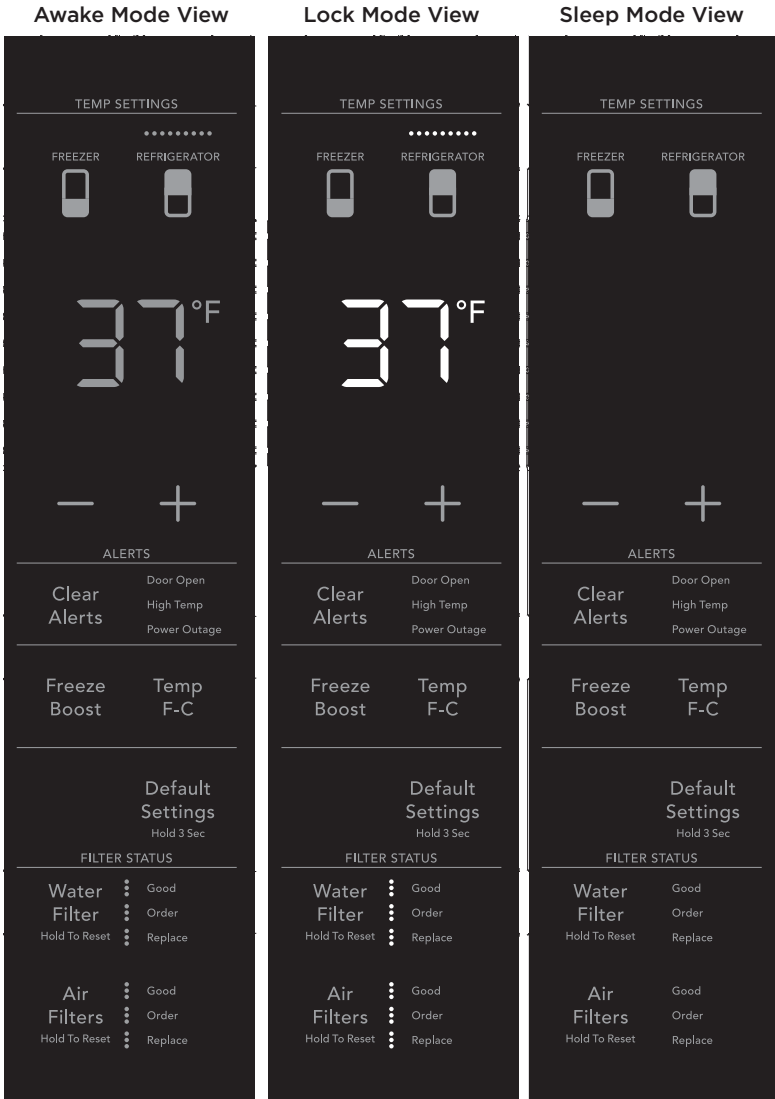 Awake Mode View
TEMP SETTINGS
FREEZER REFRIGERATOR
37°F
− +
ALERTS
Clear
Alerts
Door Open
High Temp
Power Outage
Freeze
Boost
Temp
F-C
Default
Settings
Hold 3 Sec
FILTER STATUS
Water
Filter
Hold To Reset
Good
Order
Replace
Air
Filters
Hold To Reset
Good
Order
Replace
Lock Mode View
TEMP SETTINGS
FREEZER REFRIGERATOR
37°F
− +
ALERTS
Clear
Alerts
Door Open
High Temp
Power Outage
Freeze
Boost
Temp
F-C
Default
Settings
Hold 3 Sec
FILTER STATUS
Water
Filter
Hold To Reset
Good
Order
Replace
Air
Filters
Hold To Reset
Good
Order
Replace
Sleep Mode View
TEMP SETTINGS
FREEZER REFRIGERATOR
− +
ALERTS
Clear
Alerts
Door Open
High Temp
Power Outage
Freeze
Boost
Temp
F-C
Default
Settings
Hold 3 Sec
FILTER STATUS
Water
Filter
Hold To Reset
Good
Order
Replace
Air
Filters
Hold To Reset
Good
Order
Replace